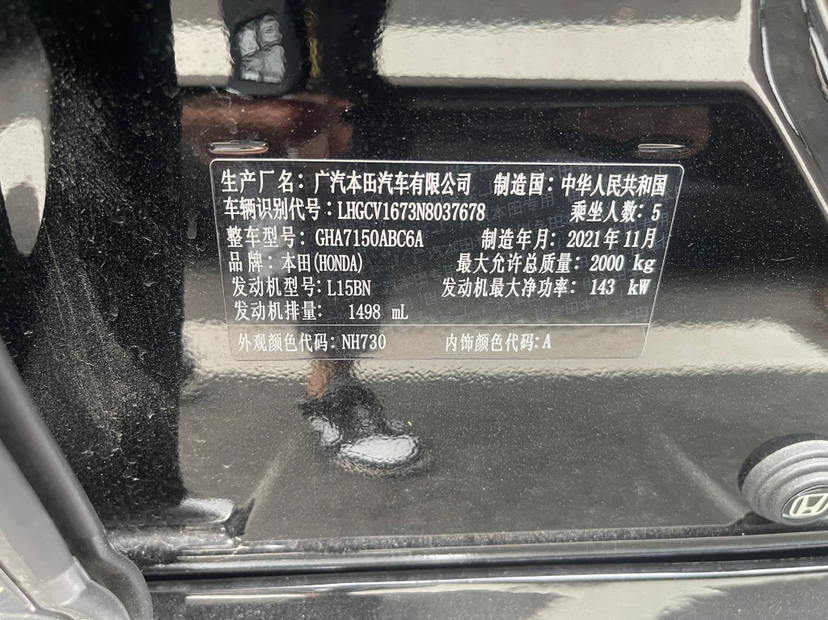 生产厂名：广汽本田汽车有限公司 制造国：中华人民共和国
车辆识别代号：LHGCV1673N8037678 乘坐人数：5
整车型号：GHA7150ABC6A 制造年月：2021年11月
品牌：本田(HONDA) 最大允许总质量：2000 kg
发动机型号：L15BN 发动机最大净功率：143 kW
发动机排量：1498 mL
外观颜色代码：NH730 内饰颜色代码：A